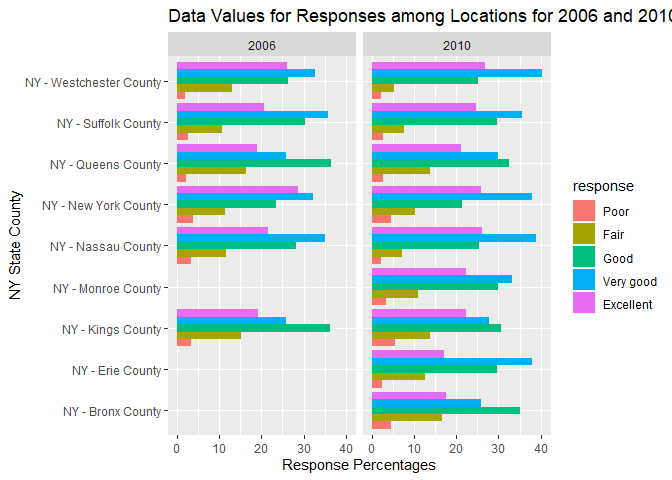 Data Values for Responses among Locations for 2006 and 2010
2006
2010
NY State County
NY - Westchester County
NY - Suffolk County
NY - Queens County
NY - New York County
NY - Nassau County
NY - Monroe County
NY - Kings County
NY - Erie County
NY - Bronx County
0 10 20 30 40
0 10 20 30 40
Response Percentages
response
Poor
Fair
Good
Very good
Excellent